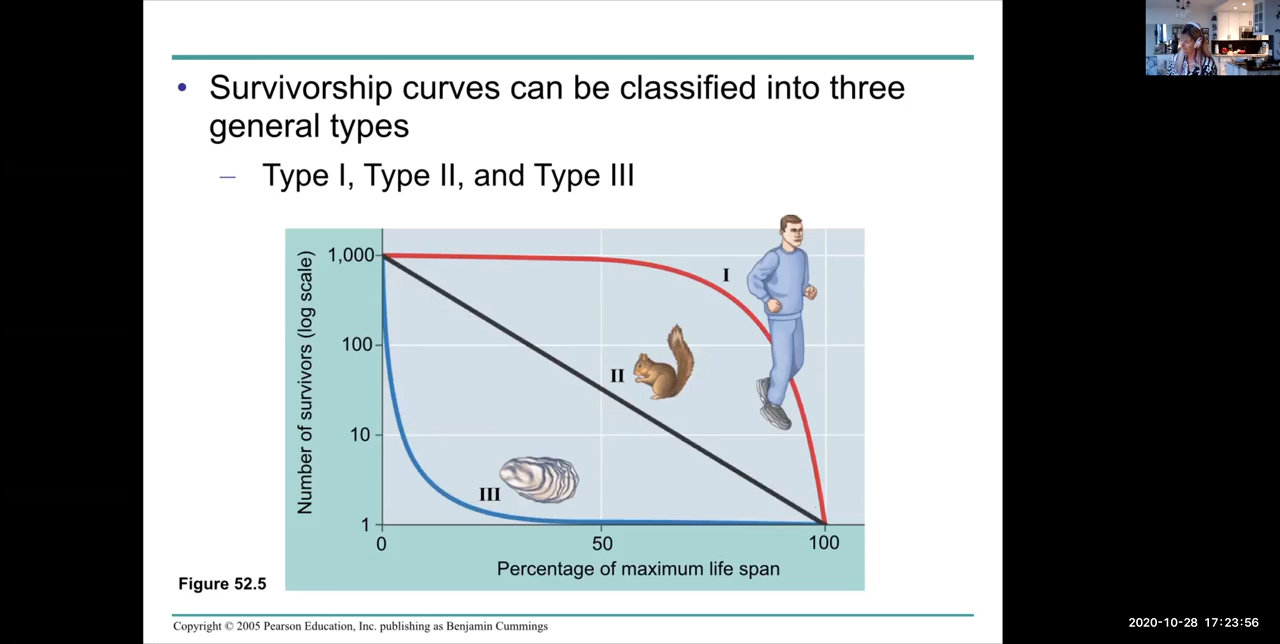 • Survivorship curves can be classified into three
general types
– Type I, Type II, and Type III
Number of survivors (log scale)
1,000
100
10
1
I
II
III
0
50
100
Percentage of maximum life span
Figure 52.5
Copyright © 2005 Pearson Education, Inc. publishing as Benjamin Cummings
2020-10-28 17:23:56